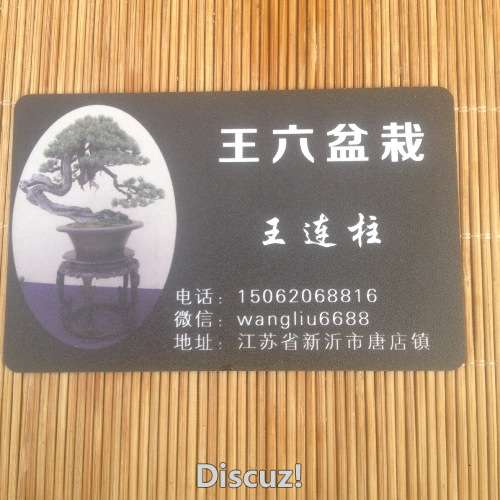 王六盆栽
王连柱
电话：15062068816
微信：wangliu6688
地址：江苏省新沂市唐店镇
Discuz!